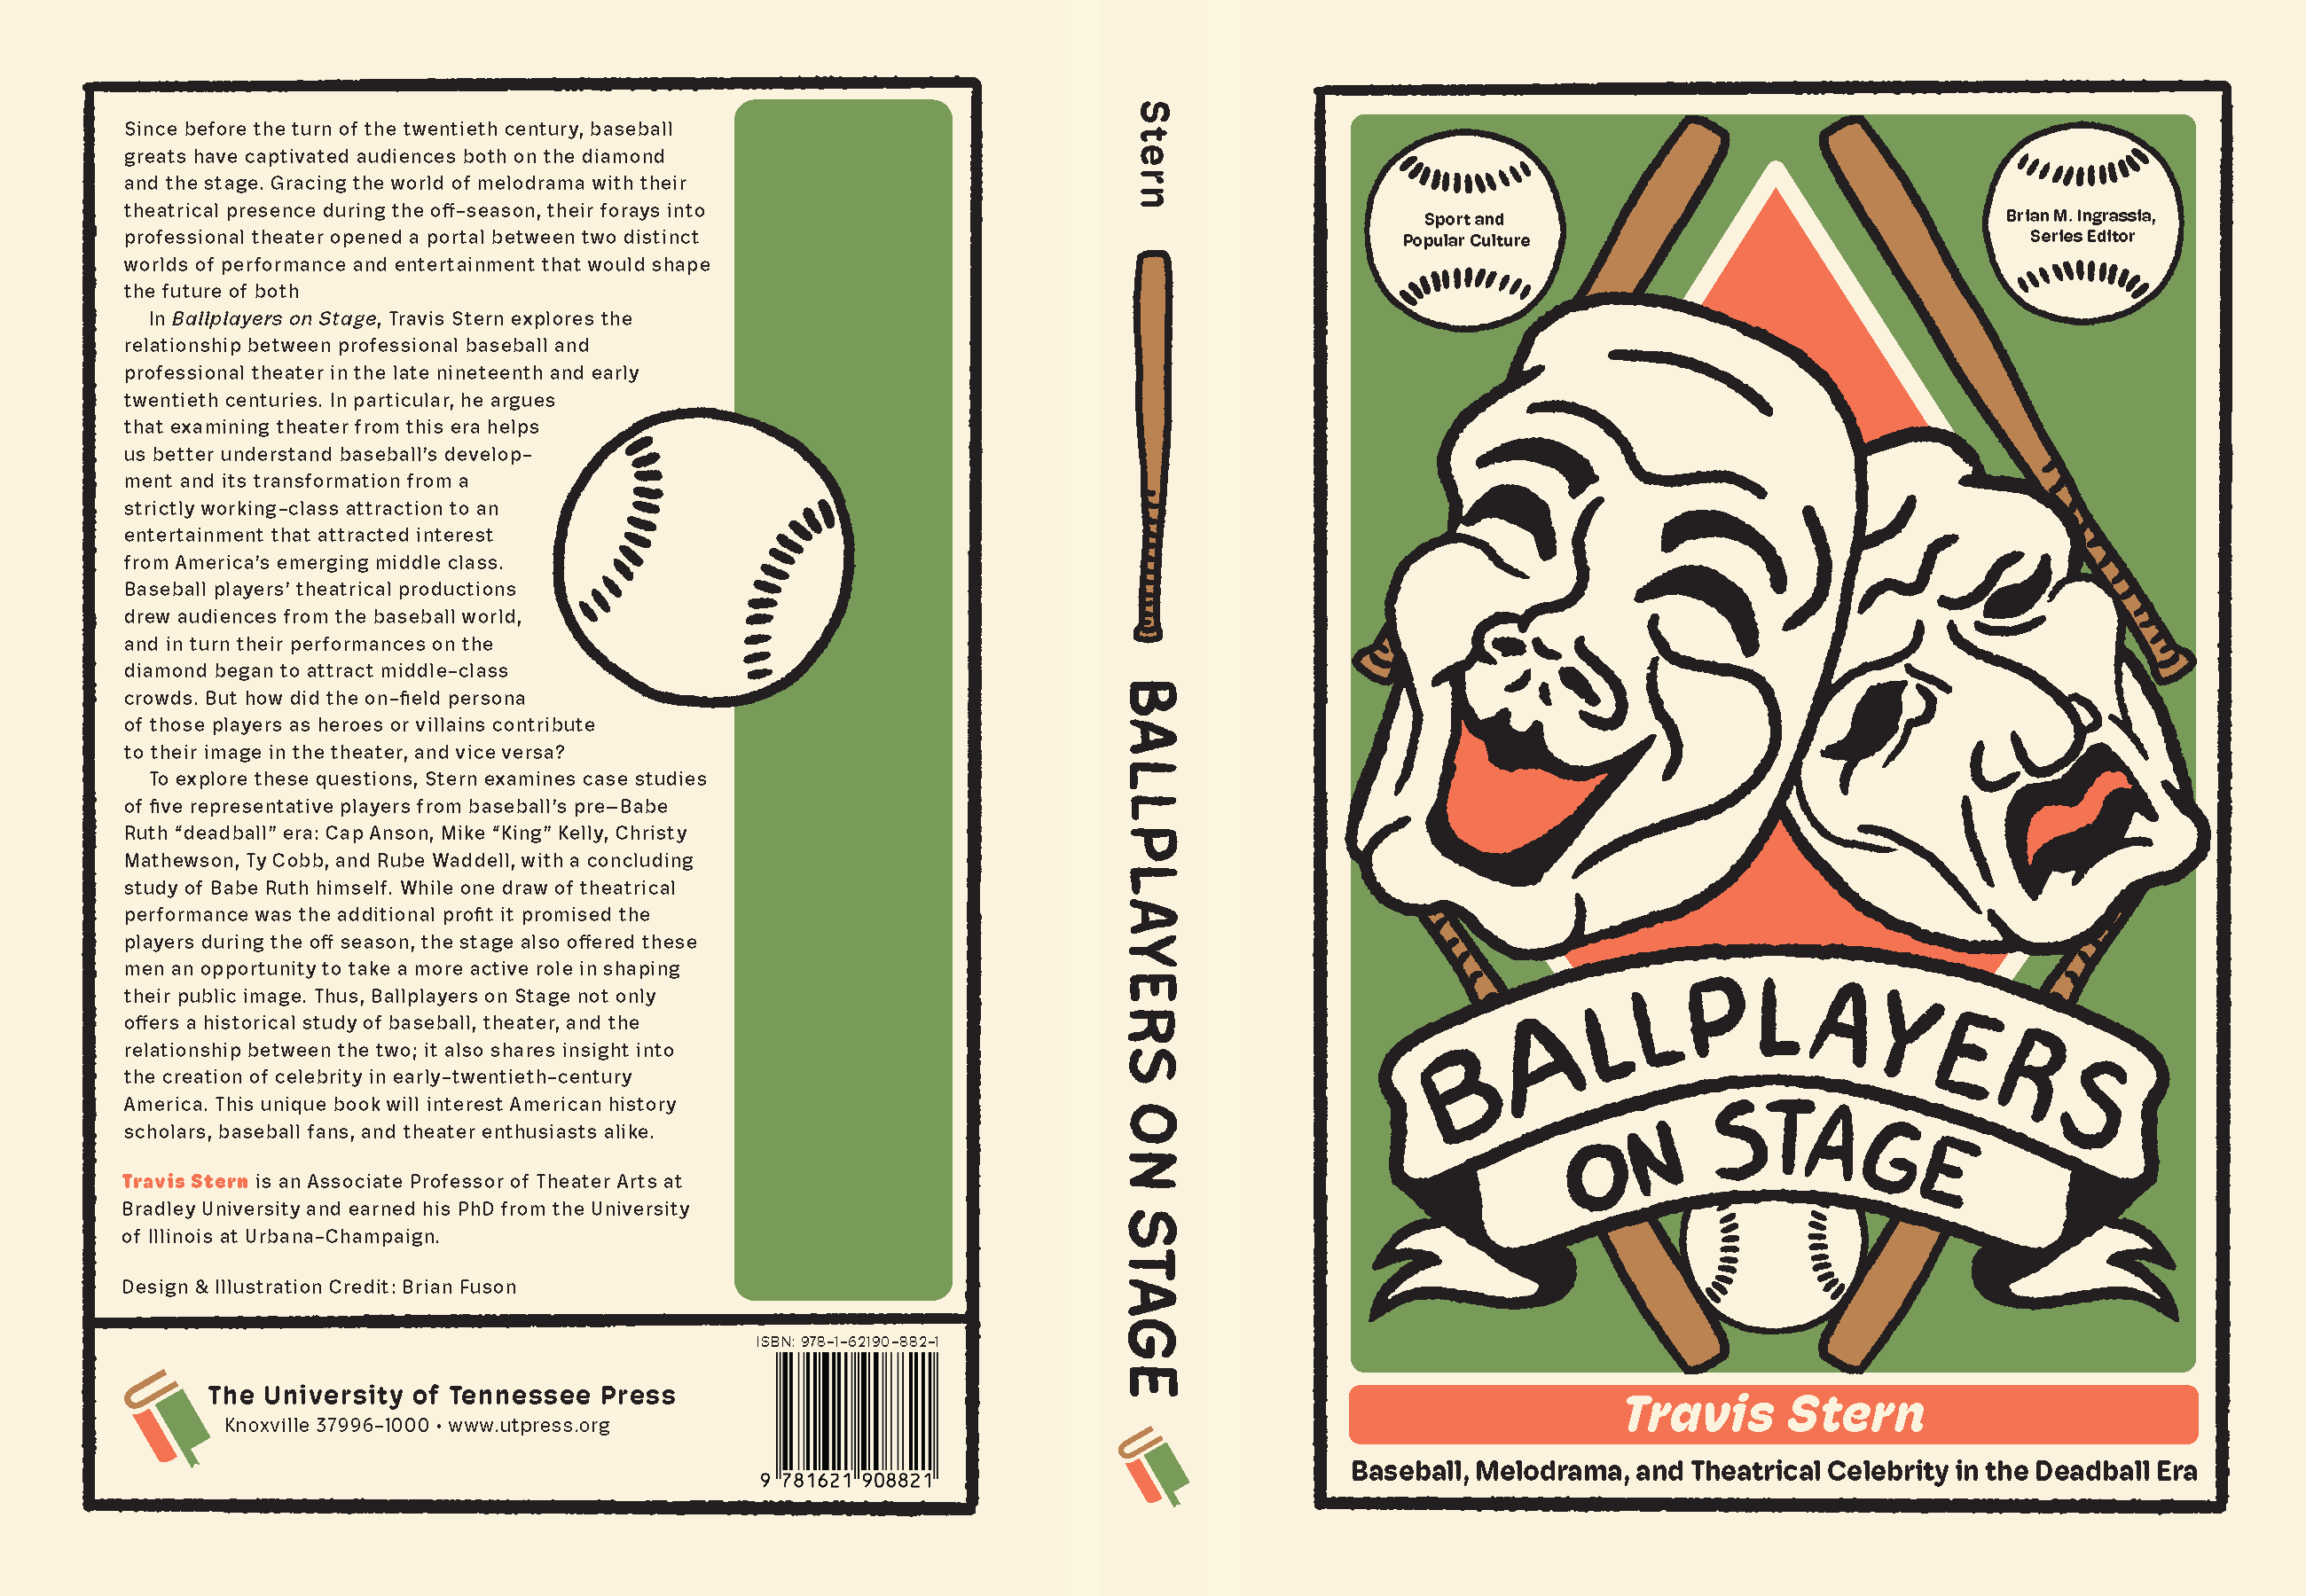 Since before the turn of the twentieth century, baseball
greats have captivated audiences both on the diamond
and the stage. Gracing the world of melodrama with their
theatrical presence during the off-season, their forays into
professional theater opened a portal between two distinct
worlds of performance and entertainment that would shape
the future of both
In Ballplayers on Stage, Travis Stern explores the
relationship between professional baseball and
professional theater in the late nineteenth and early
twentieth centuries. In particular, he argues
that examining theater from this era helps
us better understand baseball's develop-
ment and its transformation from a
strictly working-class attraction to an
entertainment that attracted interest
from America's emerging middle class.
Baseball players' theatrical productions
drew audiences from the baseball world,
and in turn their performances on the
diamond began to attract middle-class
crowds. But how did the on-field persona
of those players as heroes or villains contribute
to their image in the theater, and vice versa?
To explore these questions, Stern examines case studies
of five representative players from baseball's pre–Babe
Ruth “deadball” era: Cap Anson, Mike “King” Kelly, Christy
Mathewson, Ty Cobb, and Rube Waddell, with a concluding
study of Babe Ruth himself. While one draw of theatrical
performance was the additional profit it promised the
players during the off season, the stage also offered these
men an opportunity to take a more active role in shaping
their public image. Thus, Ballplayers on Stage not only
offers a historical study of baseball, theater, and the
relationship between the two; it also shares insight into
the creation of celebrity in early-twentieth-century
America. This unique book will interest American history
scholars, baseball fans, and theater enthusiasts alike.
Travis Stern is an Associate Professor of Theater Arts at
Bradley University and earned his PhD from the University
of Illinois at Urbana-Champaign.
Design & Illustration Credit: Brian Fuson
The University of Tennessee Press
Knoxville 37996-1000 • www.utpress.org
ISBN: 978-1-62190-882-1
9 781621 908821
Stern
BALLPLAYERS ON STAGE
Sport and
Popular Culture
Brian M. Ingrassia,
Series Editor
BALLPLAYERS
ON STAGE
Travis Stern
Baseball, Melodrama, and Theatrical Celebrity in the Deadball Era